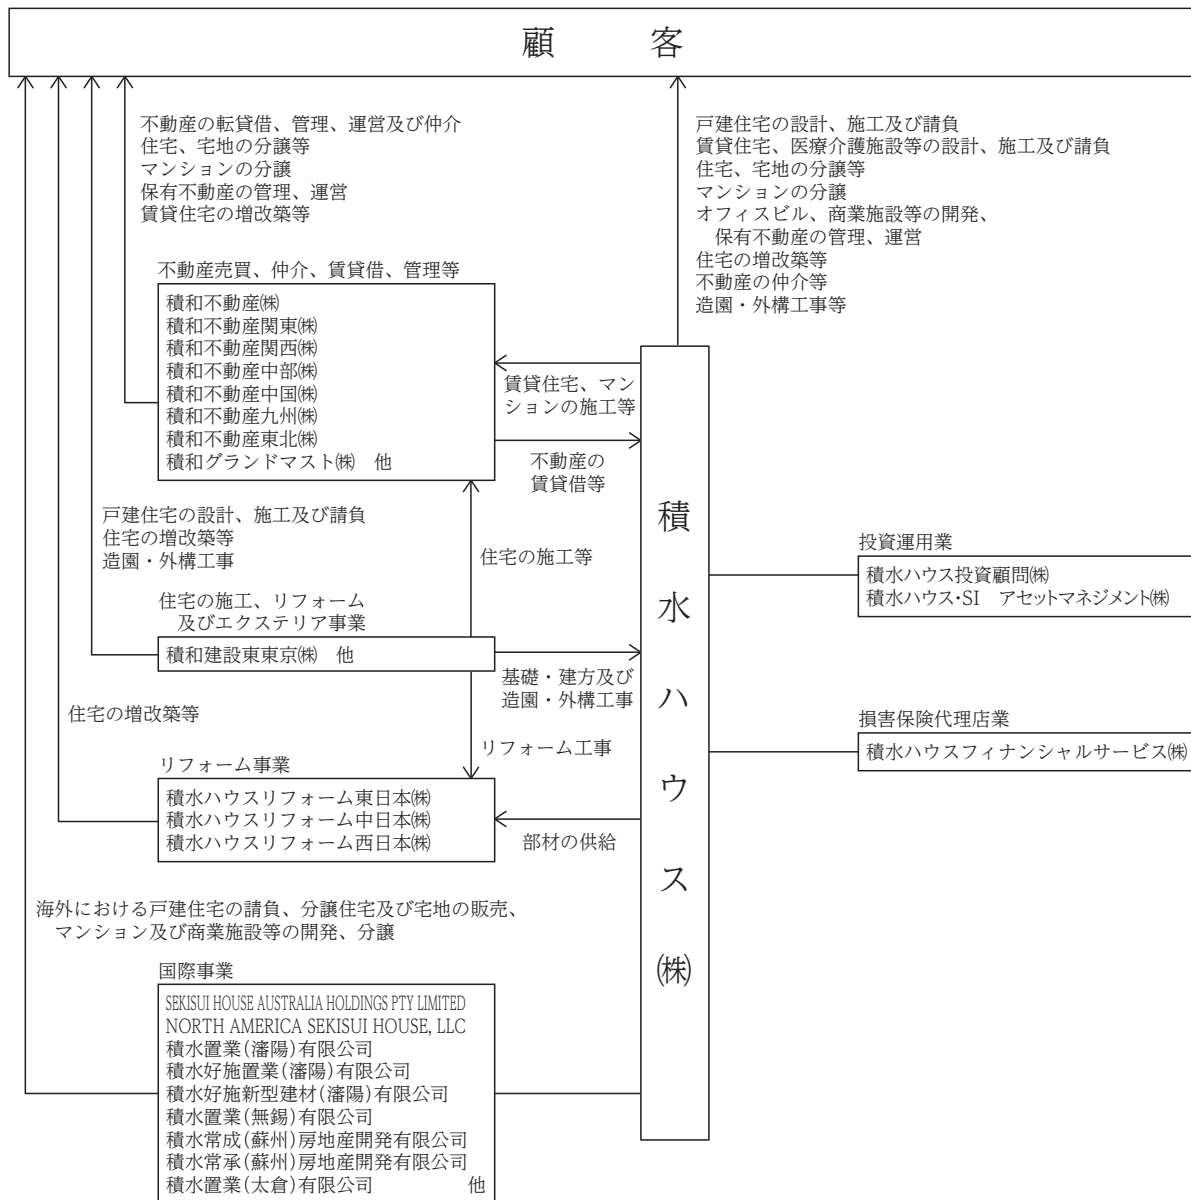 顧客
不動産の転貸借、管理、運営及び仲介
住宅、宅地の分譲等
マンションの分譲
保有不動産の管理、運営
賃貸住宅の増改築等
戸建住宅の設計、施工及び請負
賃貸住宅、医療介護施設等の設計、施工及び請負
住宅、宅地の分譲等
マンションの分譲
オフィスビル、商業施設等の開発、
保有不動産の管理、運営
住宅の増改築等
不動産の仲介等
造園・外構工事等
不動産売買、仲介、賃貸借、管理等
積和不動産㈱
積和不動産関東㈱
積和不動産関西㈱
積和不動産中部㈱
積和不動産中国㈱
積和不動産九州㈱
積和不動産東北㈱
積和グランドマスト㈱ 他
賃貸住宅、マン
ションの施工等
不動産の
賃貸借等
積水ハウス㈱
戸建住宅の設計、施工及び請負
住宅の増改築等
造園・外構工事
住宅の施工等
住宅の施工、リフォーム
及びエクステリア事業
積和建設東東京㈱ 他
基礎・建方及び
造園・外構工事
投資運用業
積水ハウス投資顧問㈱
積水ハウス・SI アセットマネジメント㈱
住宅の増改築等
リフォーム工事
損害保険代理店業
積水ハウスフィナンシャルサービス㈱
リフォーム事業
積水ハウスリフォーム東日本㈱
積水ハウスリフォーム中日本㈱
積水ハウスリフォーム西日本㈱
部材の供給
海外における戸建住宅の請負、分譲住宅及び宅地の販売、
マンション及び商業施設等の開発、分譲
国際事業
SEKISUI HOUSE AUSTRALIA HOLDINGS PTY LIMITED
NORTH AMERICA SEKISUI HOUSE, LLC
積水置業(瀋陽)有限公司
積水好施置業(瀋陽)有限公司
積水好施新型建材(瀋陽)有限公司
積水置業(無錫)有限公司
積水常成(蘇州)房地産開発有限公司
積水常承(蘇州)房地産開発有限公司
積水置業(太倉)有限公司 他